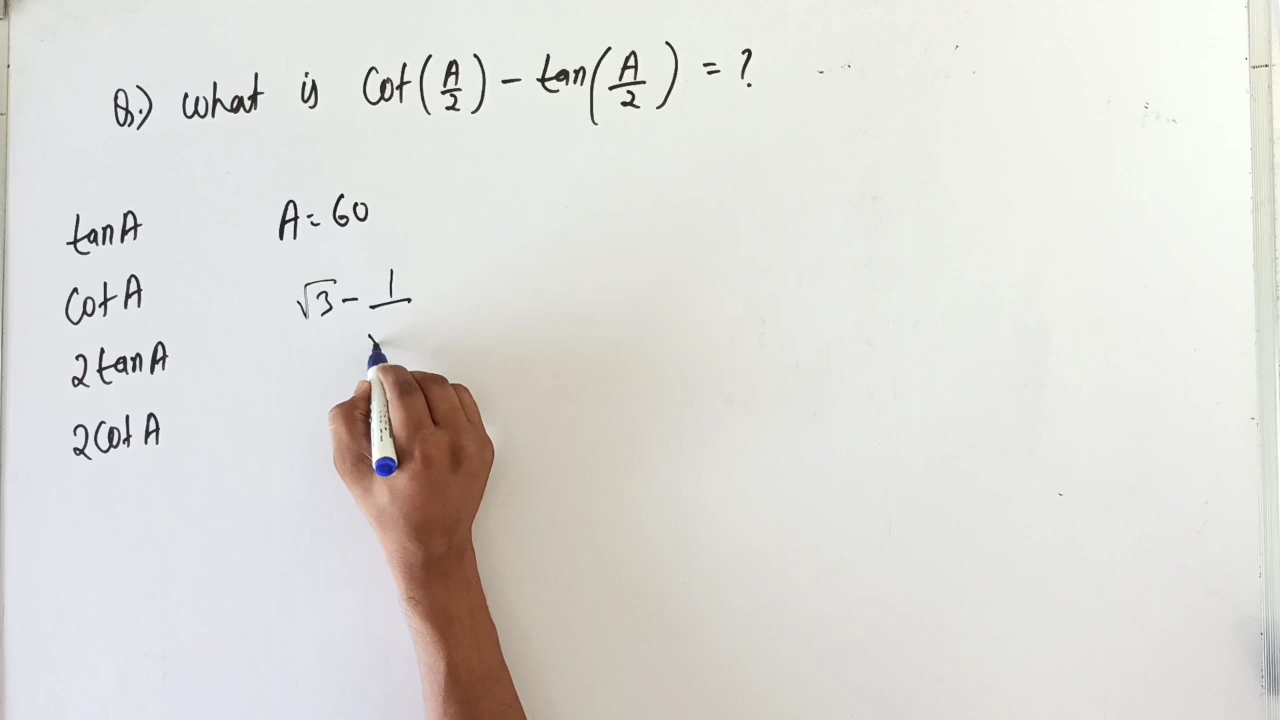 Q.) what is cot(A/2) - tan(A/2) = ?
tanA
A = 60
cotA
√3 - 1
2tanA
2cotA